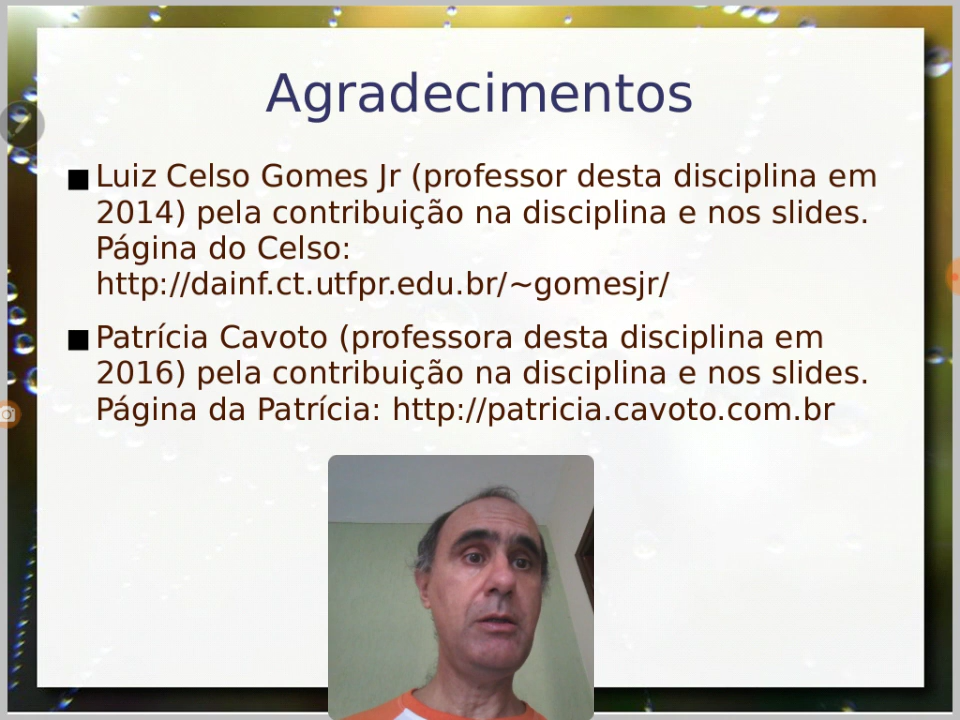 Agradecimentos
Luiz Celso Gomes Jr (professor desta disciplina em
2014) pela contribuição na disciplina e nos slides.
Página do Celso:
http://dainf.ct.utfpr.edu.br/~gomesjr/
Patrícia Cavoto (professora desta disciplina em
2016) pela contribuição na disciplina e nos slides.
Página da Patrícia: http://patricia.cavoto.com.br